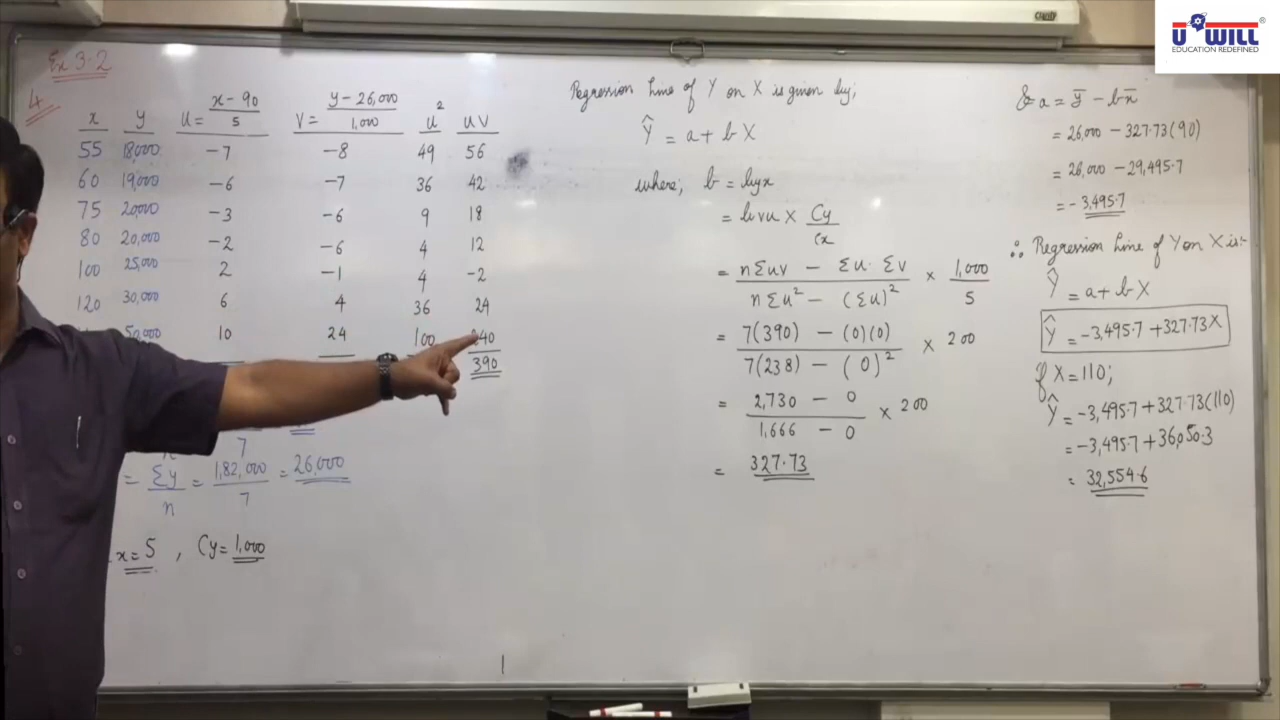 Ex 3.2
4
x y U = x - 90 / 5 V = y - 26,000 / 1,000 u² uv
55 18,000 -7 -8 49 56
60 19,000 -6 -7 36 42
75 20,000 -3 -6 9 18
80 20,000 -2 -6 4 12
100 25,000 2 -1 4 -2
120 30,000 6 4 36 24
50,000 10 24 100 240
390
7
= Σy / n = 1,82,000 / 7 = 26,000
x = 5 , Cy = 1,000
Regression Line of Y on X is given by;
Ŷ = a + b X
where; b = byx
= bvu × Cy / Cx
= nΣuv - Σu. Σv / nΣu² - (Σu)² × 1,000 / 5
= 7(390) - (0)(0) / 7(238) - (0)² × 200
= 2,730 - 0 / 1,666 - 0 × 200
= 327.73
& a = ȳ - bx̄
= 26,000 - 327.73(90)
= 26,000 - 29,495.7
= -3,495.7
∴ Regression Line of Y on X is:-
Ŷ = a + b X
Ŷ = -3,495.7 + 327.73X
if X = 110;
Ŷ = -3,495.7 + 327.73(110)
= -3,495.7 + 36,050.3
= 32,554.6
U WILL
EDUCATION REDEFINED